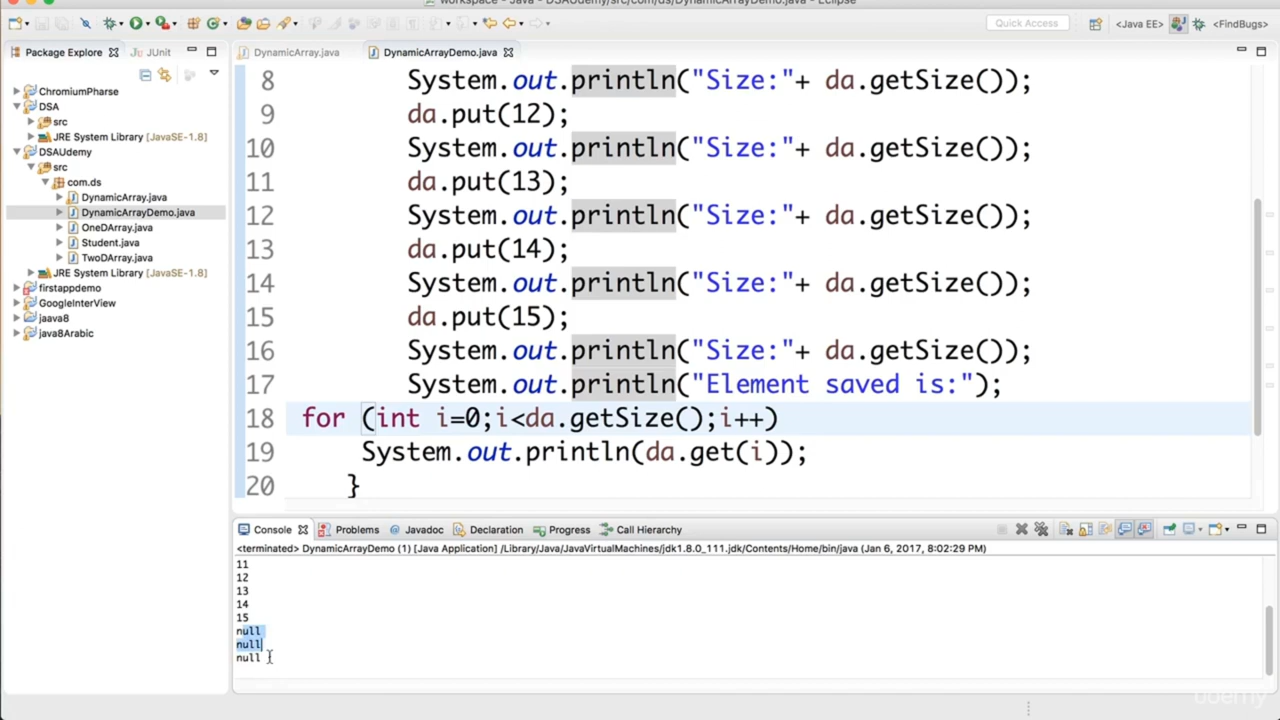 workspace - Java - DSAUdemy/src/com/ds/DynamicArrayDemo.java - Eclipse
Quick Access
<Java EE>
<FindBugs>
Package Explore
JUnit
ChromiumPharse
DSA
src
JRE System Library [JavaSE-1.8]
DSAUdemy
src
com.ds
DynamicArray.java
DynamicArrayDemo.java
OneDArray.java
Student.java
TwoDArray.java
JRE System Library [JavaSE-1.8]
firstappdemo
GoogleInterView
jaava8
java8Arabic
DynamicArray.java
DynamicArrayDemo.java
8 System.out.println("Size:"+ da.getSize());
9 da.put(12);
10 System.out.println("Size:"+ da.getSize());
11 da.put(13);
12 System.out.println("Size:"+ da.getSize());
13 da.put(14);
14 System.out.println("Size:"+ da.getSize());
15 da.put(15);
16 System.out.println("Size:"+ da.getSize());
17 System.out.println("Element saved is:");
18 for (int i=0;i<da.getSize();i++)
19 System.out.println(da.get(i));
20 }
Console
Problems
Javadoc
Declaration
Progress
Call Hierarchy
<terminated> DynamicArrayDemo (1) [Java Application] /Library/Java/JavaVirtualMachines/jdk1.8.0_111.jdk/Contents/Home/bin/java (Jan 6, 2017, 8:02:29 PM)
11
12
13
14
15
null
null
null
udemy